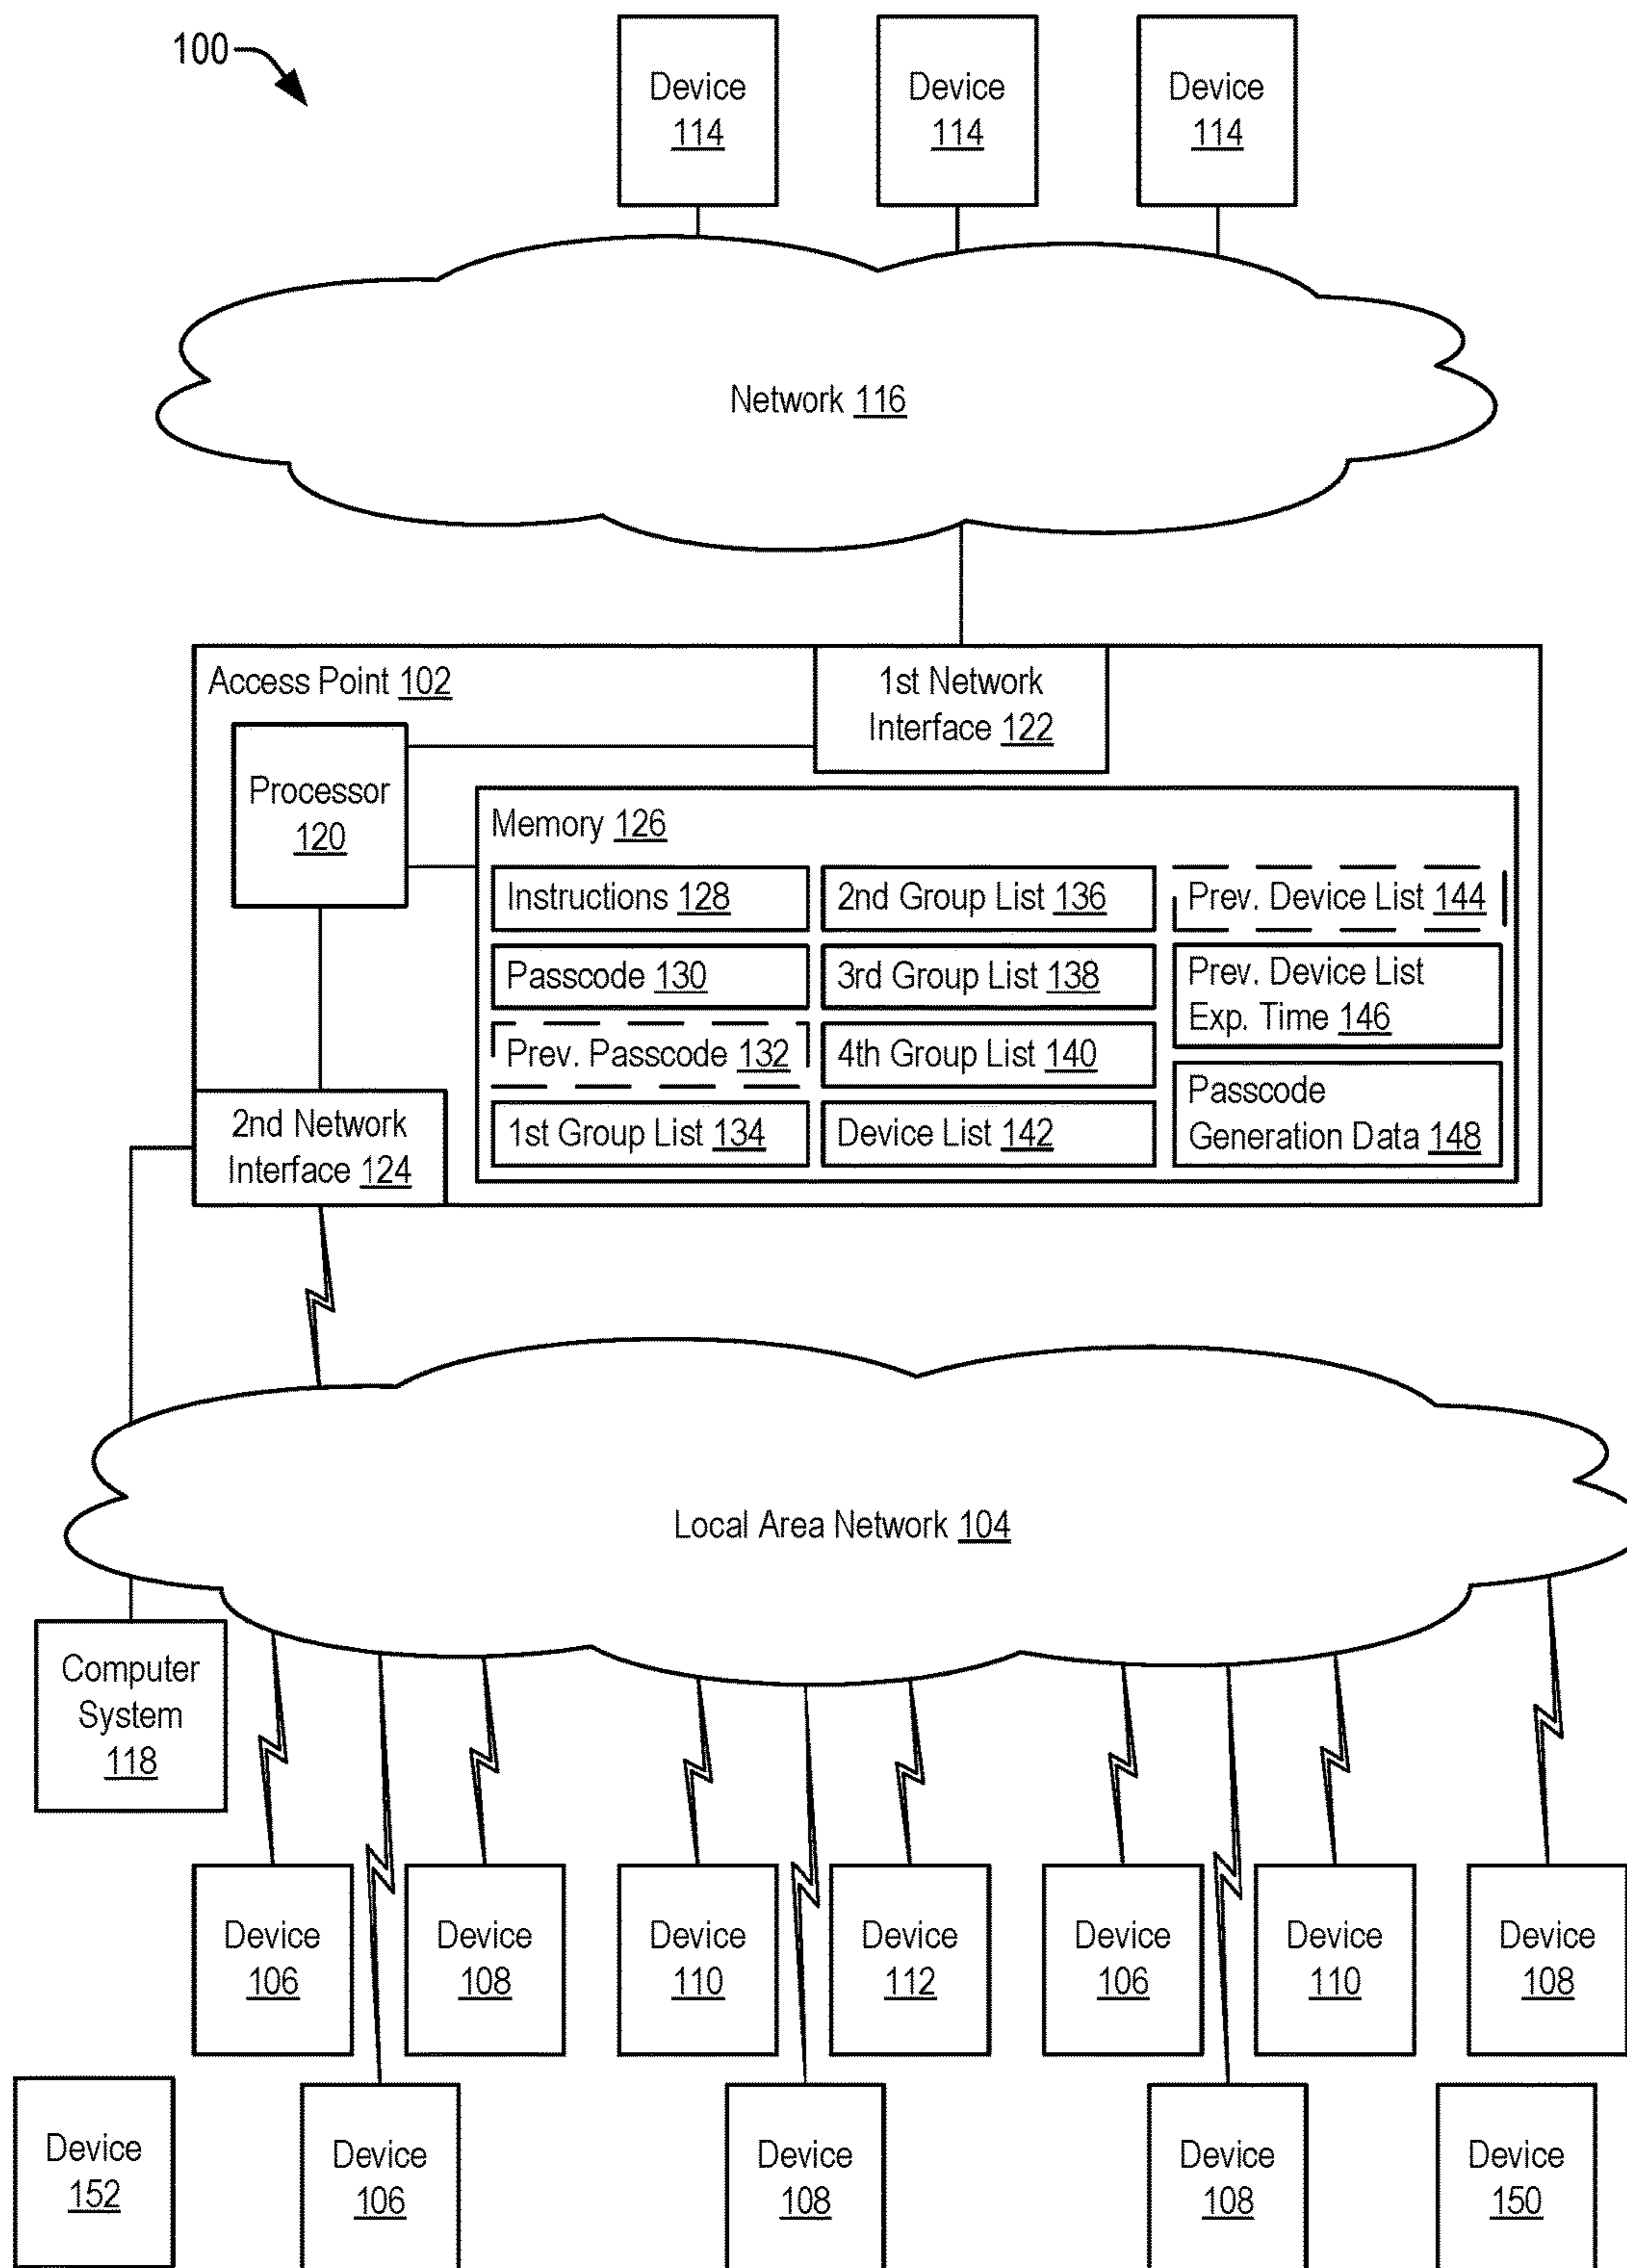 100
Device
114
Device
114
Device
114
Network 116
Access Point 102
1st Network
Interface 122
Processor
120
Memory 126
Instructions 128
2nd Group List 136
Prev. Device List 144
Passcode 130
3rd Group List 138
Prev. Device List
Exp. Time 146
Prev. Passcode 132
4th Group List 140
Passcode
Generation Data 148
1st Group List 134
Device List 142
2nd Network
Interface 124
Local Area Network 104
Computer
System
118
Device
106
Device
108
Device
110
Device
112
Device
106
Device
110
Device
108
Device
152
Device
106
Device
108
Device
108
Device
150